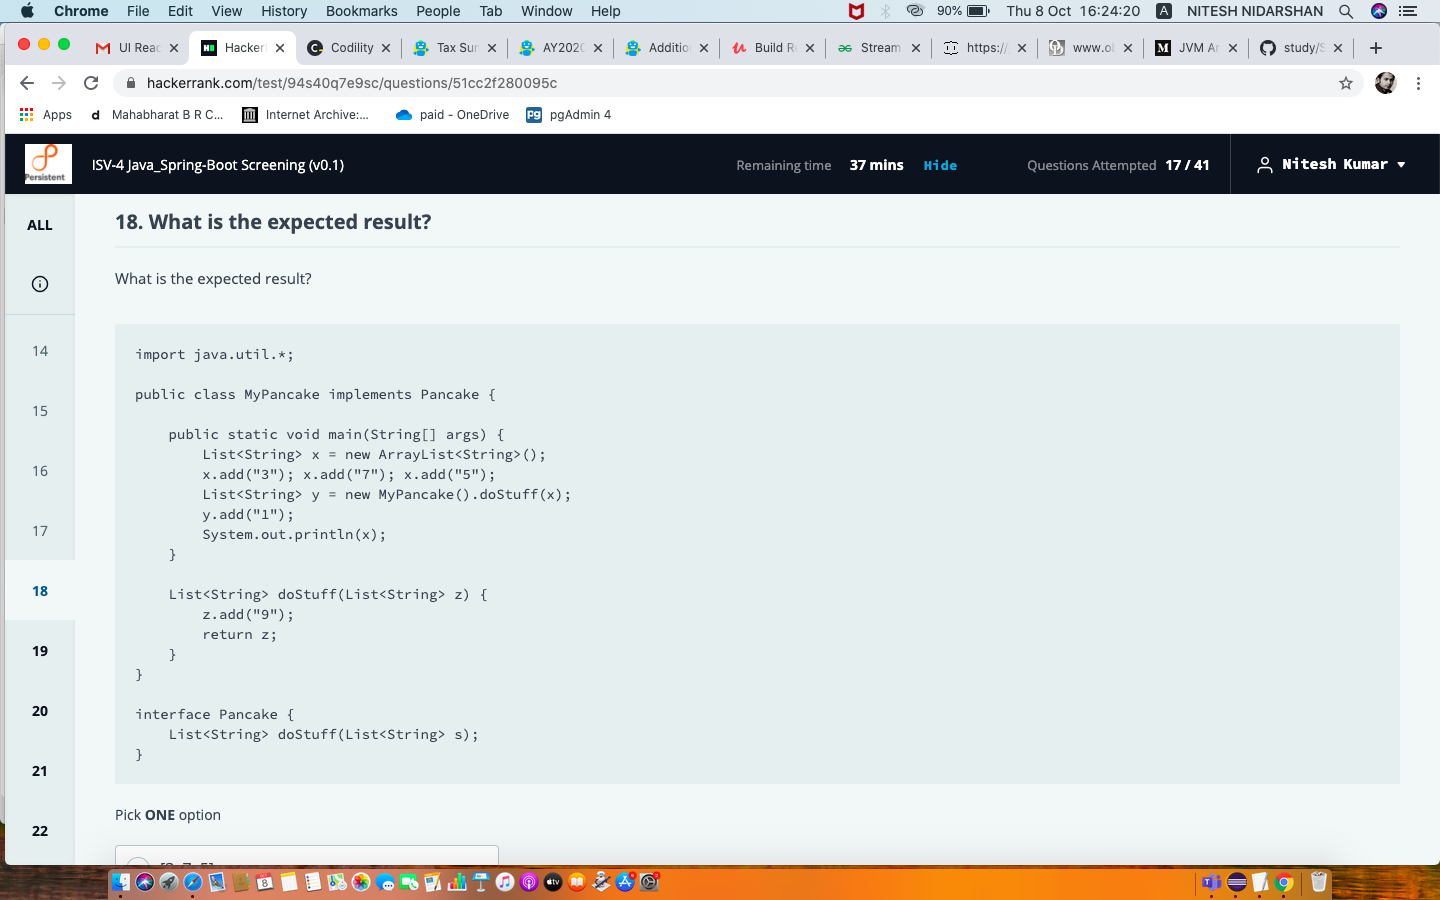 Chrome File Edit View History Bookmarks People Tab Window Help 90% Thu 8 Oct 16:24:20 A NITESH NIDARSHAN
UI Reac Hacker Codility Tax Sur AY202 Additio Build R Stream https:// www.o JVM Ar study/S
hackerrank.com/test/94s40q7e9sc/questions/51cc2f280095c
Apps d Mahabharat B R C... Internet Archive:... paid - OneDrive pg pgAdmin 4
Persistent ISV-4 Java_Spring-Boot Screening (v0.1) Remaining time 37 mins Hide Questions Attempted 17 / 41 Nitesh Kumar
ALL
18. What is the expected result?
What is the expected result?
14
15
16
17
18
19
20
21
22
import java.util.*;
public class MyPancake implements Pancake {
    public static void main(String[] args) {
        List<String> x = new ArrayList<String>();
        x.add("3"); x.add("7"); x.add("5");
        List<String> y = new MyPancake().doStuff(x);
        y.add("1");
        System.out.println(x);
    }
    List<String> doStuff(List<String> z) {
        z.add("9");
        return z;
    }
}
interface Pancake {
    List<String> doStuff(List<String> s);
}
Pick ONE option
8 tv